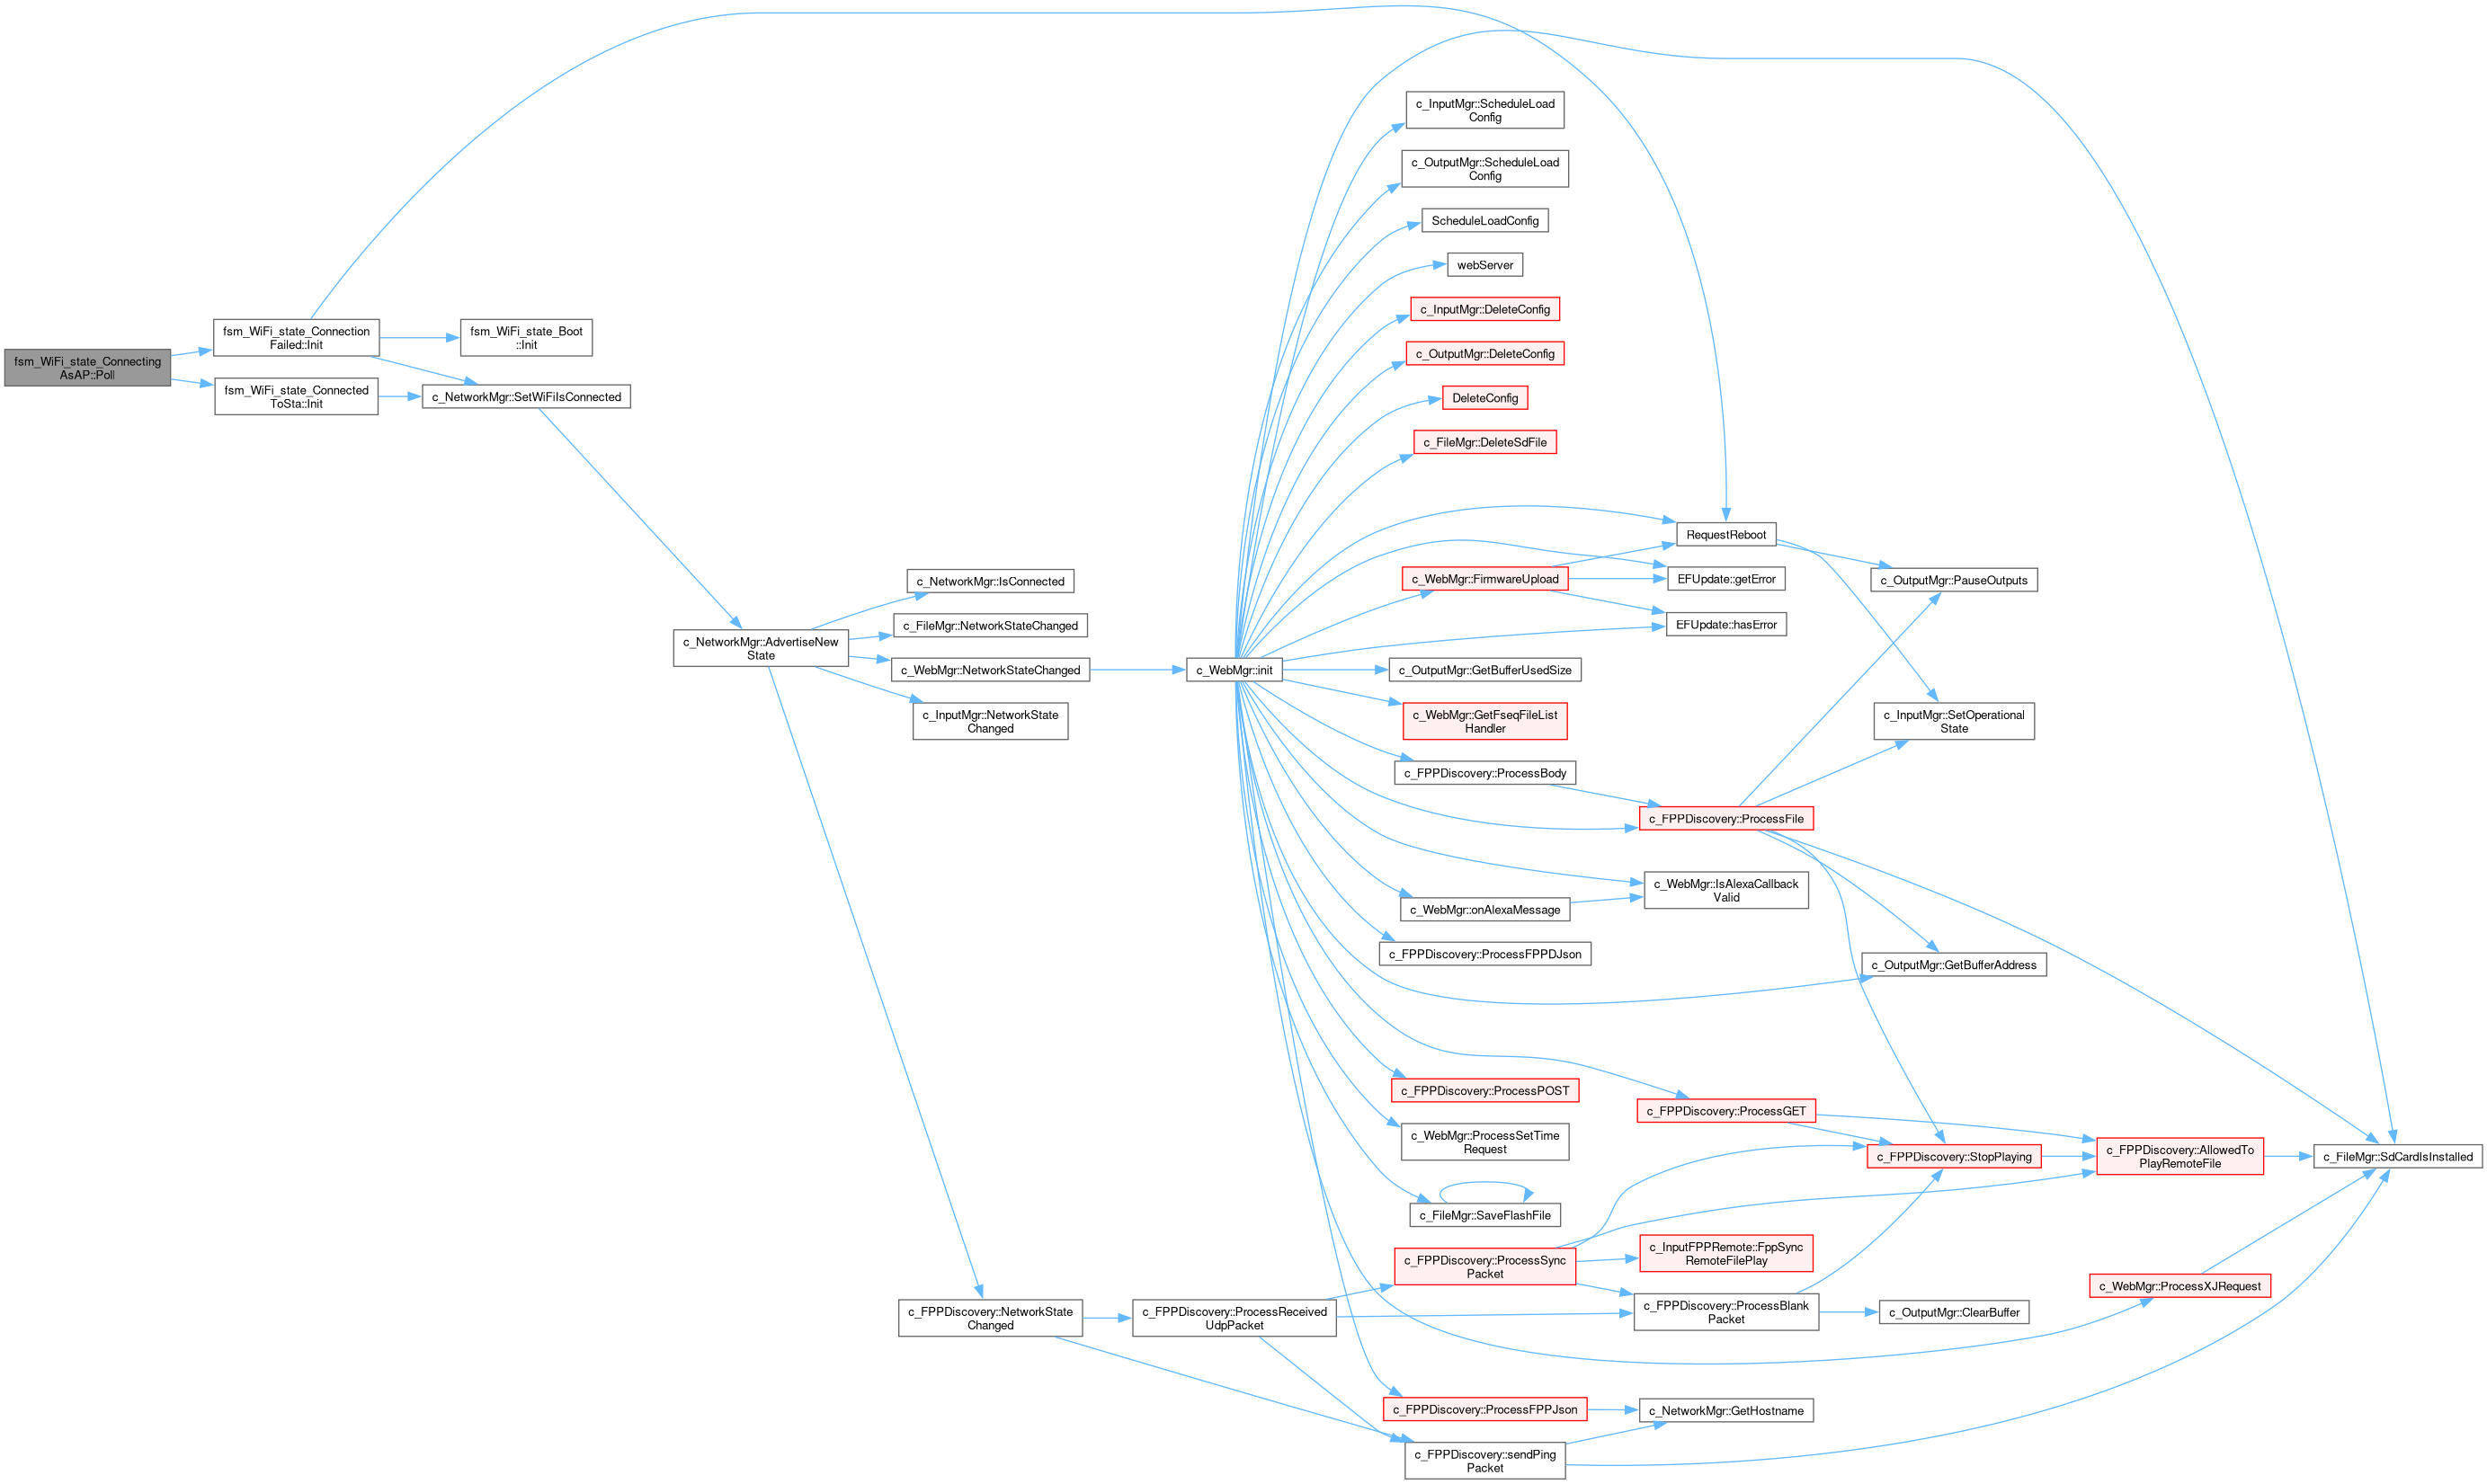 fsm_WiFi_state_Connecting
AsAP::Poll
fsm_WiFi_state_Connection
Failed::Init
fsm_WiFi_state_Connected
ToSta::Init
fsm_WiFi_state_Boot
::Init
c_NetworkMgr::SetWiFiIsConnected
c_NetworkMgr::AdvertiseNew
State
c_NetworkMgr::IsConnected
c_FileMgr::NetworkStateChanged
c_WebMgr::NetworkStateChanged
c_InputMgr::NetworkState
Changed
c_FPPDiscovery::NetworkState
Changed
c_FPPDiscovery::ProcessReceived
UdpPacket
c_WebMgr::init
c_InputMgr::ScheduleLoad
Config
c_OutputMgr::ScheduleLoad
Config
ScheduleLoadConfig
webServer
c_InputMgr::DeleteConfig
c_OutputMgr::DeleteConfig
DeleteConfig
c_FileMgr::DeleteSdFile
c_WebMgr::FirmwareUpload
c_OutputMgr::GetBufferUsedSize
c_WebMgr::GetFseqFileList
Handler
c_FPPDiscovery::ProcessBody
c_WebMgr::onAlexaMessage
c_FPPDiscovery::ProcessFPPDJson
c_FPPDiscovery::ProcessPOST
c_WebMgr::ProcessSetTime
Request
c_FileMgr::SaveFlashFile
c_FPPDiscovery::ProcessSync
Packet
c_FPPDiscovery::ProcessFPPJson
c_FPPDiscovery::sendPing
Packet
RequestReboot
EFUpdate::getError
EFUpdate::hasError
c_FPPDiscovery::ProcessFile
c_WebMgr::IsAlexaCallback
Valid
c_FPPDiscovery::ProcessGET
c_InputFPPRemote::FppSync
RemoteFilePlay
c_FPPDiscovery::ProcessBlank
Packet
c_NetworkMgr::GetHostname
c_OutputMgr::PauseOutputs
c_InputMgr::SetOperational
State
c_OutputMgr::GetBufferAddress
c_FPPDiscovery::StopPlaying
c_OutputMgr::ClearBuffer
c_FPPDiscovery::AllowedTo
PlayRemoteFile
c_WebMgr::ProcessXJRequest
c_FileMgr::SdCardIsInstalled